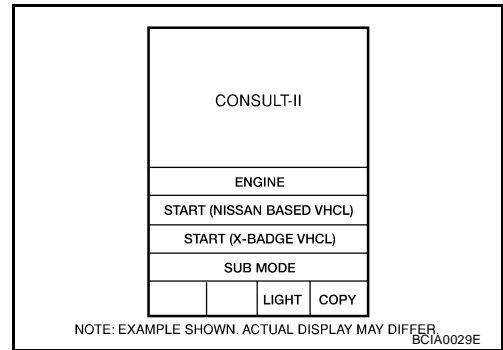 CONSULT-II
ENGINE
START (NISSAN BASED VHCL)
START (X-BADGE VHCL)
SUB MODE
LIGHT COPY
NOTE: EXAMPLE SHOWN. ACTUAL DISPLAY MAY DIFFER.
BCIA0029E